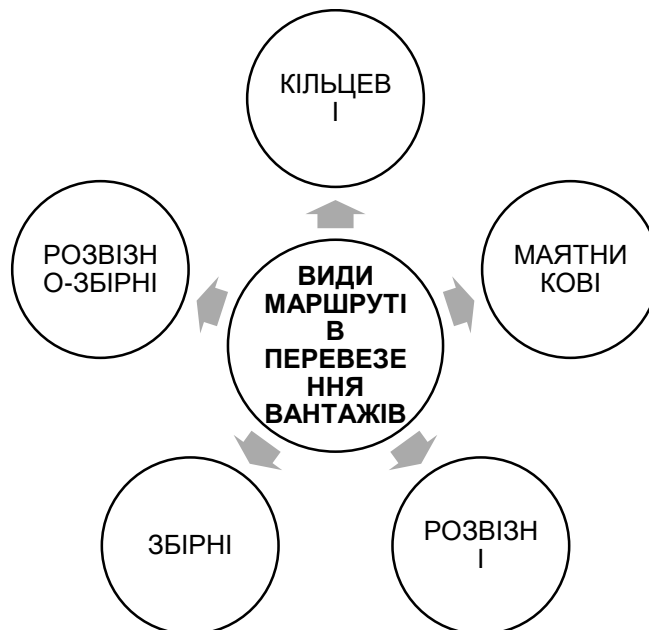 КІЛЬЦЕВ
І
РОЗВІЗН
О-ЗБІРНІ
МАЯТНИ
КОВІ
ВИДИ
МАРШРУТІ
В
ПЕРЕВЕЗЕ
ННЯ
ВАНТАЖІВ
ЗБІРНІ
РОЗВІЗН
І